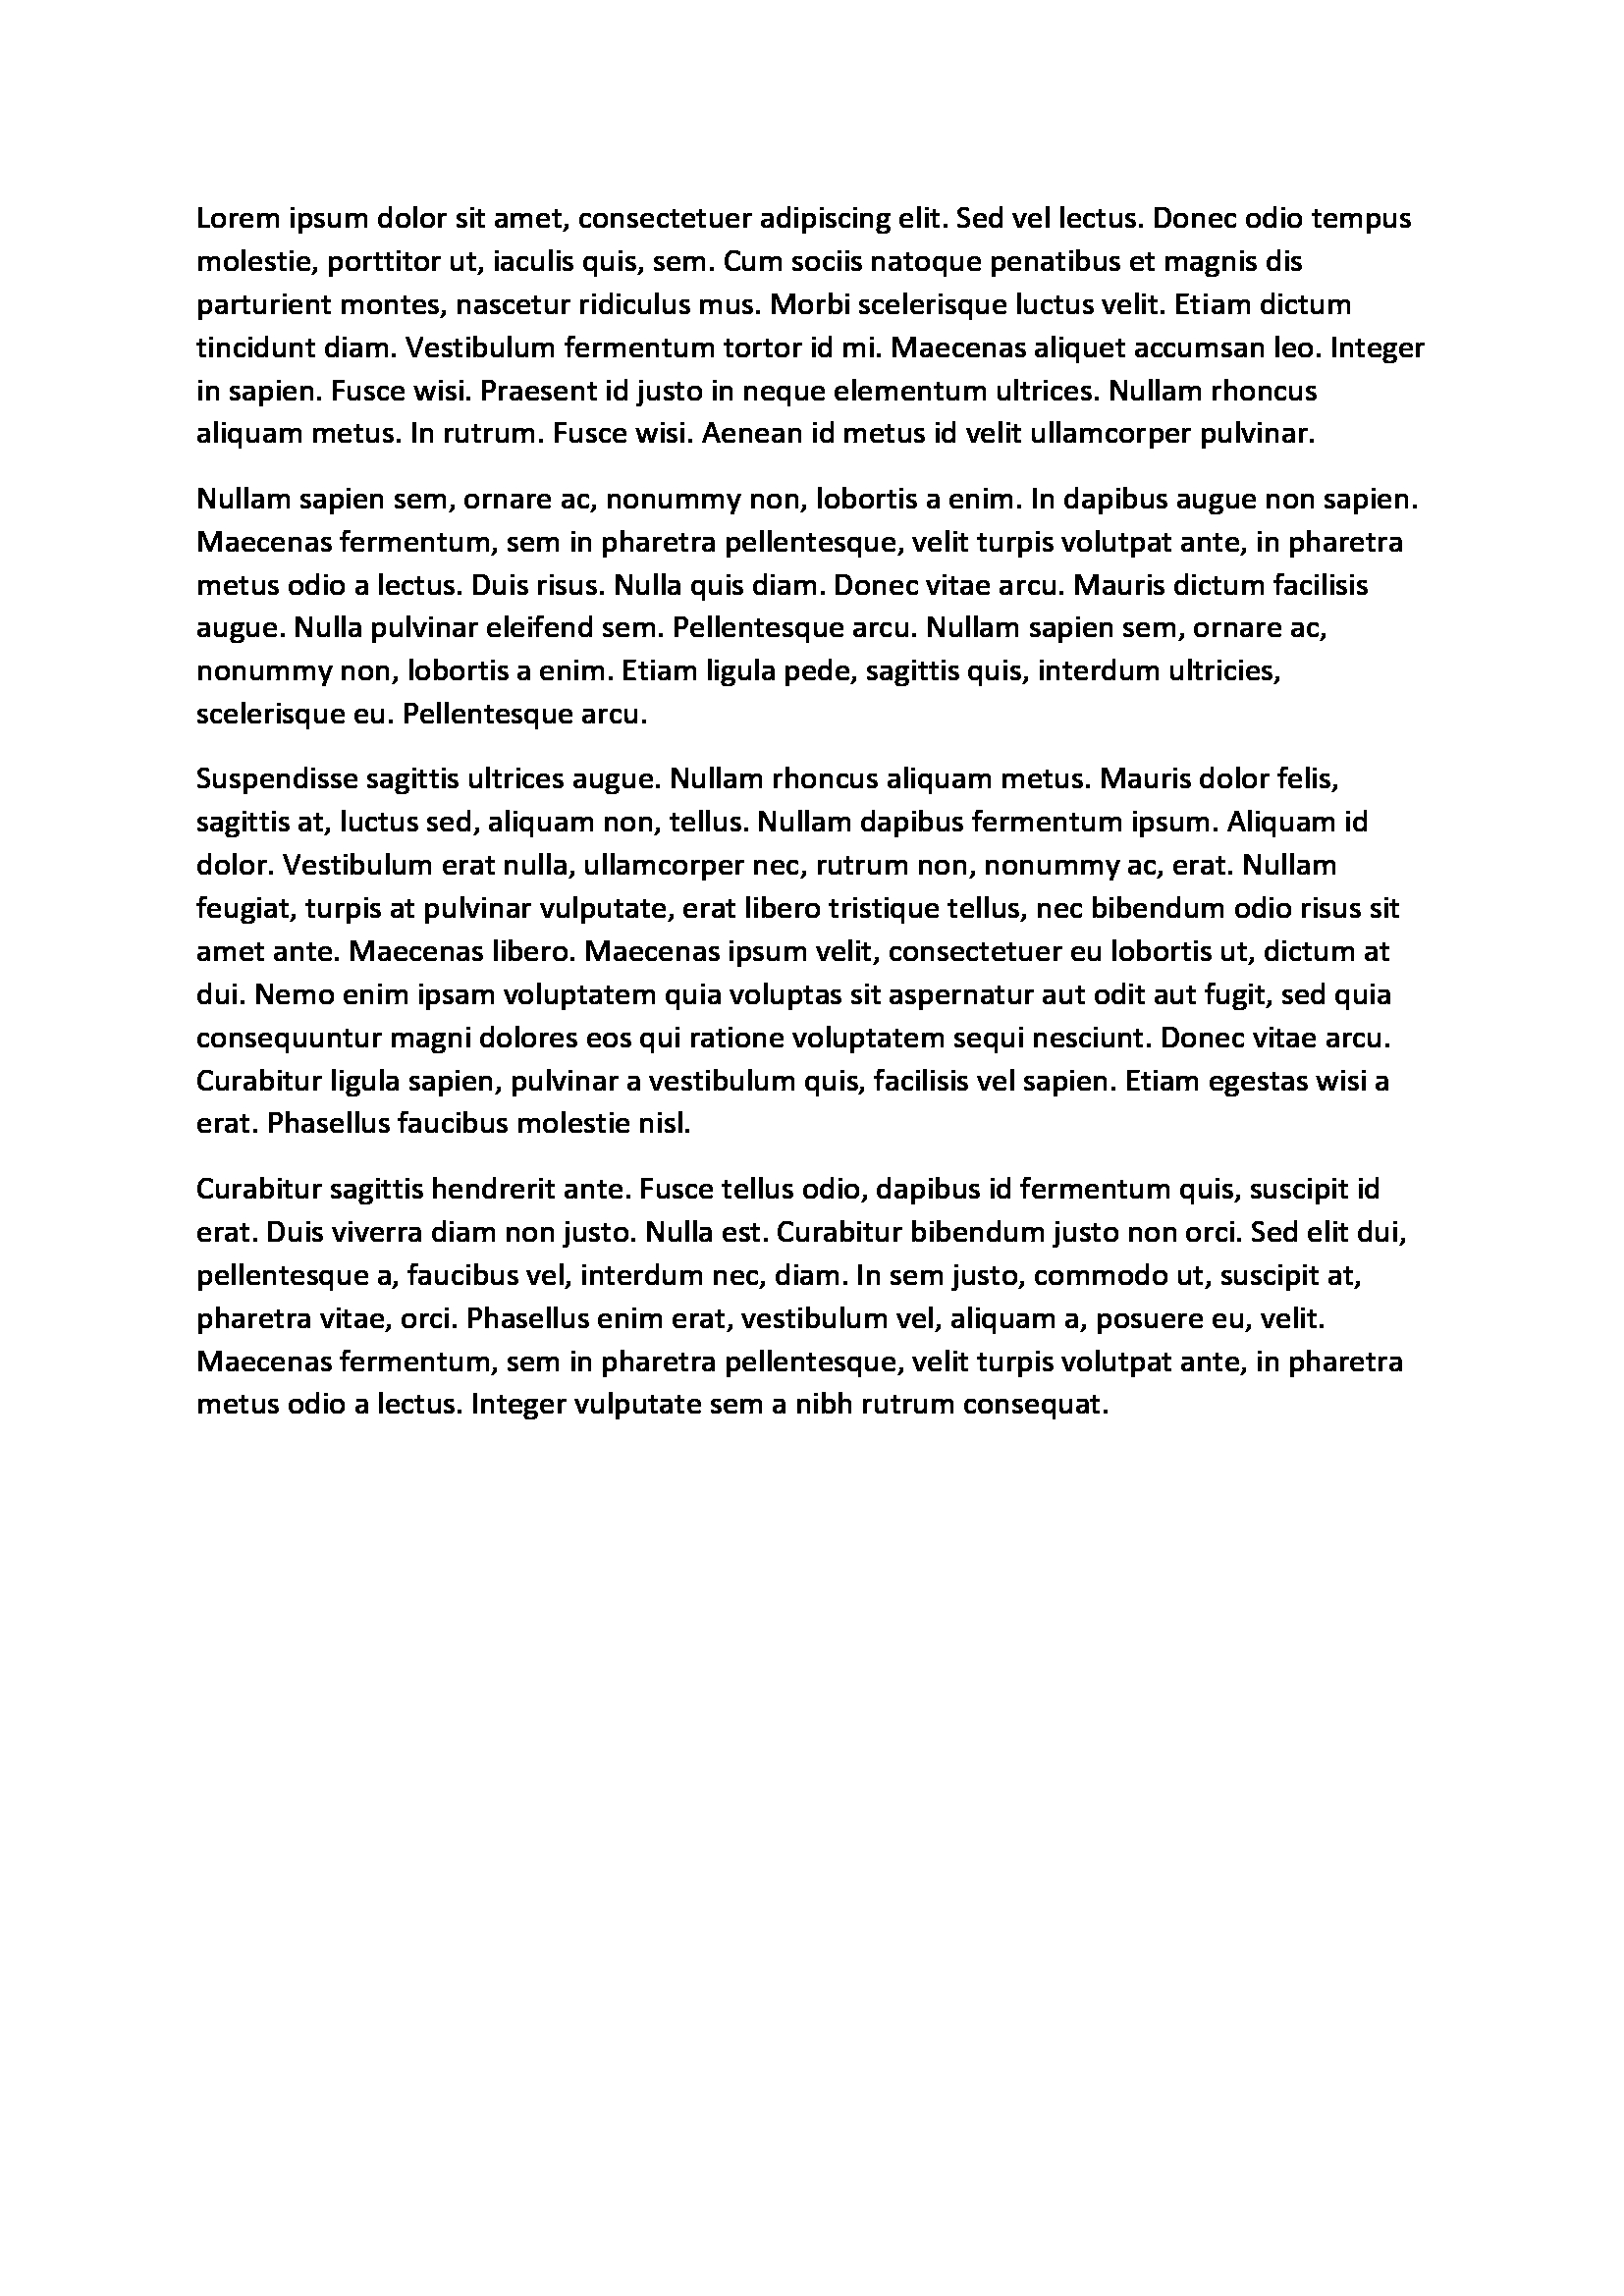 Lorem ipsum dolor sit amet, consectetuer adipiscing elit. Sed vel lectus. Donec odio tempus
molestie, porttitor ut, iaculis quis, sem. Cum sociis natoque penatibus et magnis dis
parturient montes, nascetur ridiculus mus. Morbi scelerisque luctus velit. Etiam dictum
tincidunt diam. Vestibulum fermentum tortor id mi. Maecenas aliquet accumsan leo. Integer
in sapien. Fusce wisi. Praesent id justo in neque elementum ultrices. Nullam rhoncus
aliquam metus. In rutrum. Fusce wisi. Aenean id metus id velit ullamcorper pulvinar.
Nullam sapien sem, ornare ac, nonummy non, lobortis a enim. In dapibus augue non sapien.
Maecenas fermentum, sem in pharetra pellentesque, velit turpis volutpat ante, in pharetra
metus odio a lectus. Duis risus. Nulla quis diam. Donec vitae arcu. Mauris dictum facilisis
augue. Nulla pulvinar eleifend sem. Pellentesque arcu. Nullam sapien sem, ornare ac,
nonummy non, lobortis a enim. Etiam ligula pede, sagittis quis, interdum ultricies,
scelerisque eu. Pellentesque arcu.
Suspendisse sagittis ultrices augue. Nullam rhoncus aliquam metus. Mauris dolor felis,
sagittis at, luctus sed, aliquam non, tellus. Nullam dapibus fermentum ipsum. Aliquam id
dolor. Vestibulum erat nulla, ullamcorper nec, rutrum non, nonummy ac, erat. Nullam
feugiat, turpis at pulvinar vulputate, erat libero tristique tellus, nec bibendum odio risus sit
amet ante. Maecenas libero. Maecenas ipsum velit, consectetuer eu lobortis ut, dictum at
dui. Nemo enim ipsam voluptatem quia voluptas sit aspernatur aut odit aut fugit, sed quia
consequuntur magni dolores eos qui ratione voluptatem sequi nesciunt. Donec vitae arcu.
Curabitur ligula sapien, pulvinar a vestibulum quis, facilisis vel sapien. Etiam egestas wisi a
erat. Phasellus faucibus molestie nisl.
Curabitur sagittis hendrerit ante. Fusce tellus odio, dapibus id fermentum quis, suscipit id
erat. Duis viverra diam non justo. Nulla est. Curabitur bibendum justo non orci. Sed elit dui,
pellentesque a, faucibus vel, interdum nec, diam. In sem justo, commodo ut, suscipit at,
pharetra vitae, orci. Phasellus enim erat, vestibulum vel, aliquam a, posuere eu, velit.
Maecenas fermentum, sem in pharetra pellentesque, velit turpis volutpat ante, in pharetra
metus odio a lectus. Integer vulputate sem a nibh rutrum consequat.